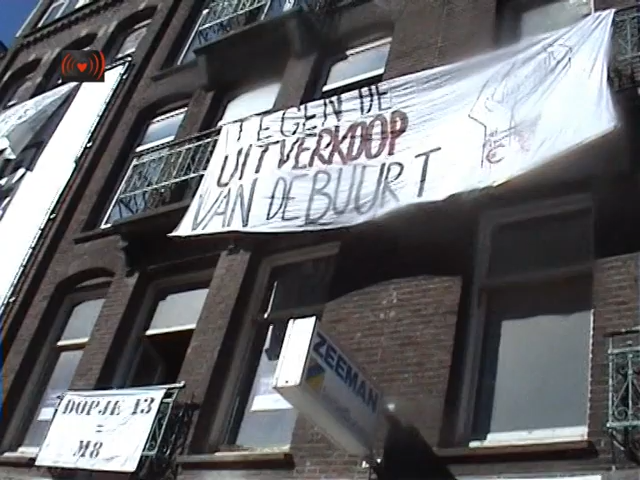 TEGEN DE
UITVERKOOP
VAN DE BUURT
ZEEMAN
DOPJE 13
=
M8